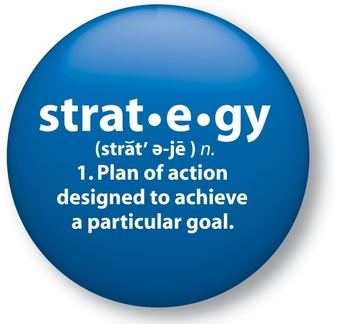 strat•e•gy
(străt’ ə-jē ) n.
1. Plan of action
designed to achieve
a particular goal.